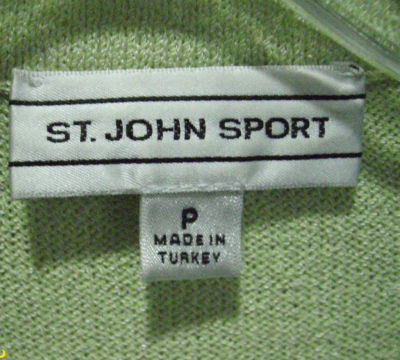 ST. JOHN SPORT
P
MADE IN
TURKEY